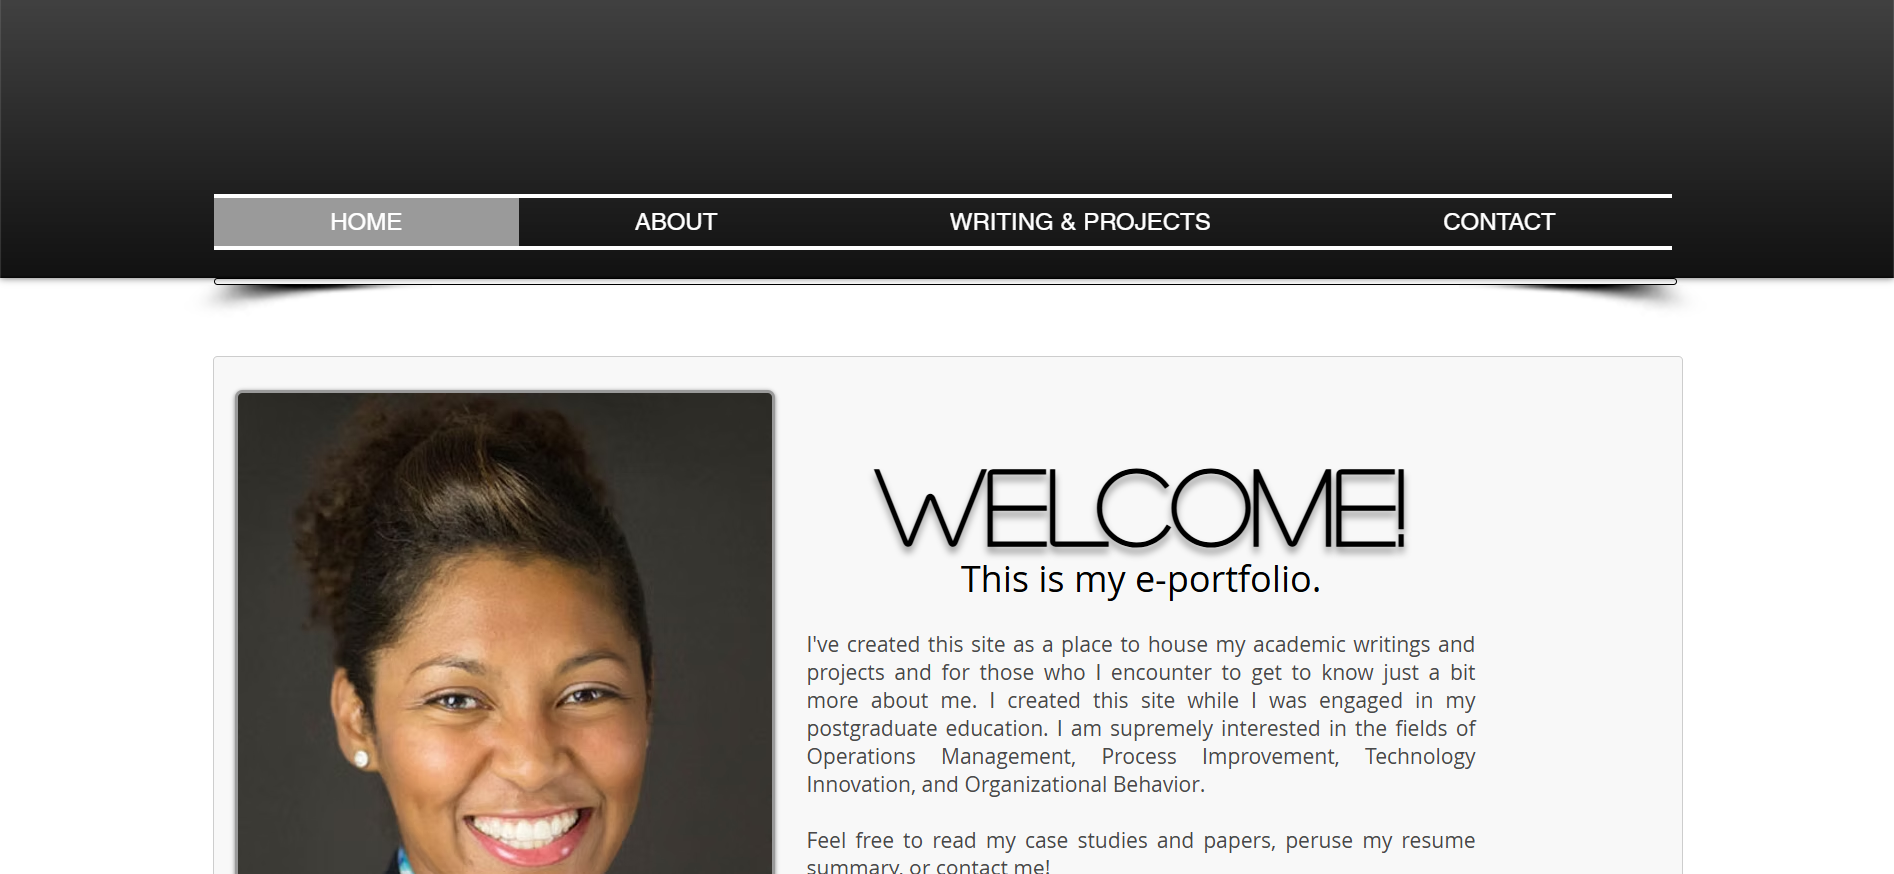 HOME
ABOUT
WRITING & PROJECTS
CONTACT
WELCOME!
This is my e-portfolio.
I've created this site as a place to house my academic writings and
projects and for those who I encounter to get to know just a bit
more about me. I created this site while I was engaged in my
postgraduate education. I am supremely interested in the fields of
Operations Management, Process Improvement, Technology
Innovation, and Organizational Behavior.
Feel free to read my case studies and papers, peruse my resume
summary, or contact me!